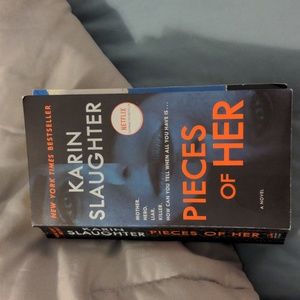 NEW YORK TIMES BESTSELLER
KARIN
SLAUGHTER
NETFLIX
MOTHER.
HERO.
LIAR.
KILLER.
HOW CAN YOU TELL WHEN ALL YOU HAVE IS . . .
PIECES
OF HER
A NOVEL
KARIN
SLAUGHTER
PIECES OF HER